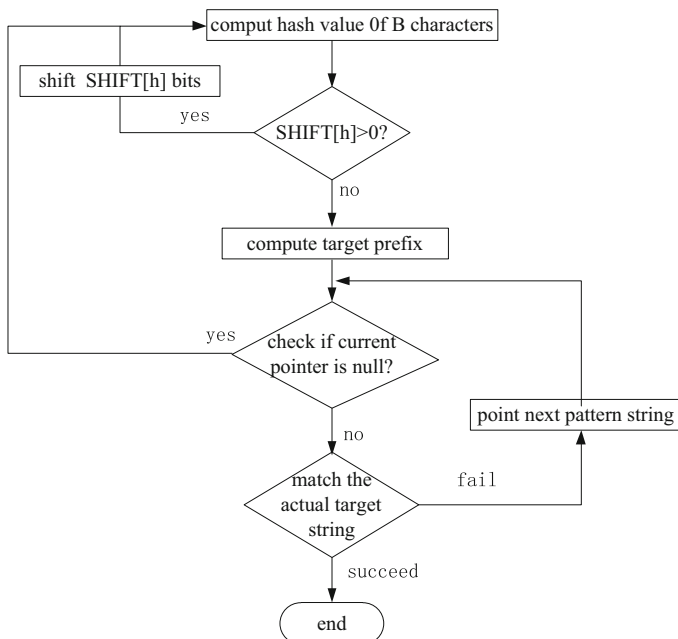 comput hash value 0f B characters
shift SHIFT[h] bits
yes
SHIFT[h]>0?
no
compute target prefix
yes
check if current
pointer is null?
point next pattern string
no
match the
actual target
string
fail
succeed
end